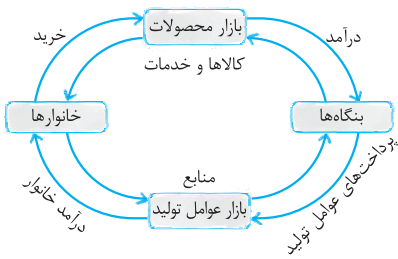 بازار محصولات
درآمد
خرید
کالاها و خدمات
بنگاه‌ها
خانوارها
پرداخت‌های عوامل تولید
منابع
درآمد خانوار
بازار عوامل تولید